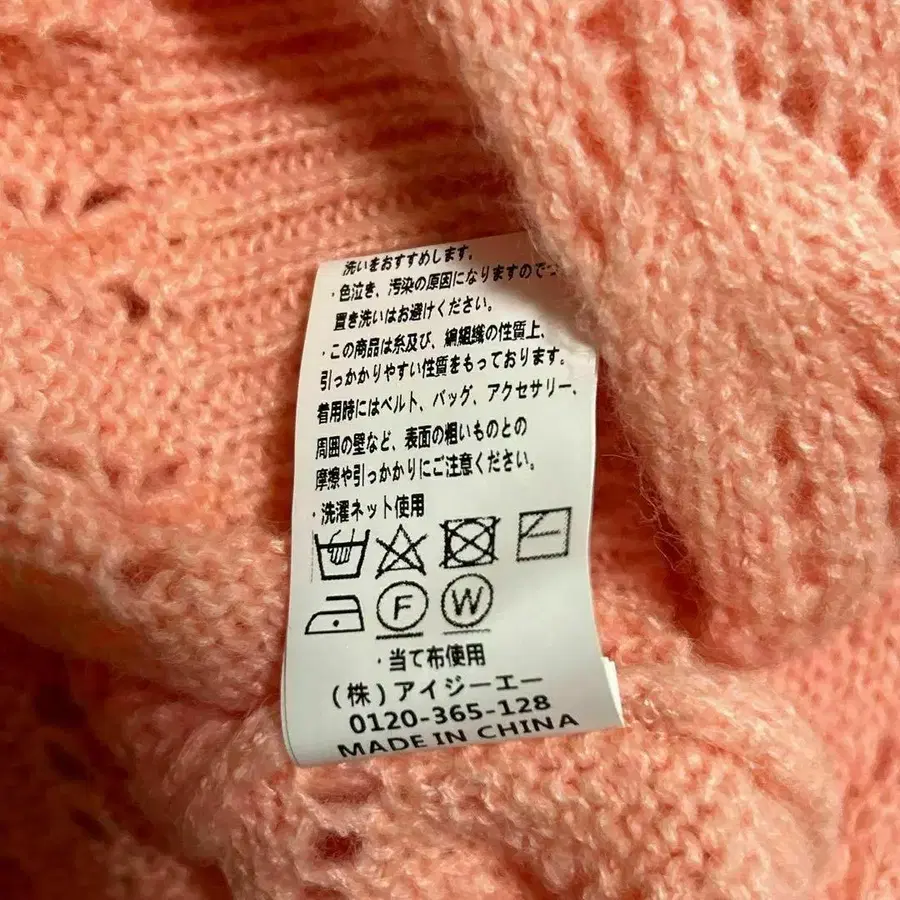 洗いをおすすめします。
・色泣き、汚染の原因になりますのでつ
置き洗いはお避けください。
・この商品は糸及び、編組織の性質上、
引っかかりやすい性質をもっております。
着用時にはベルト、バッグ、アクセサリー、
周囲の壁など、表面の粗いものとの
摩擦や引っかかりにご注意ください。
・洗濯ネット使用
F W
・当て布使用
(株)アイジーエー
0120-365-128
MADE IN CHINA